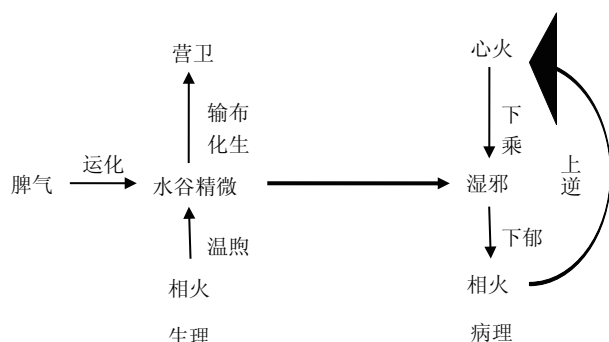 营卫
心火
输布
化生
下
乘
运化
脾气
水谷精微
湿邪
上
逆
温煦
下郁
相火
相火
生理
病理